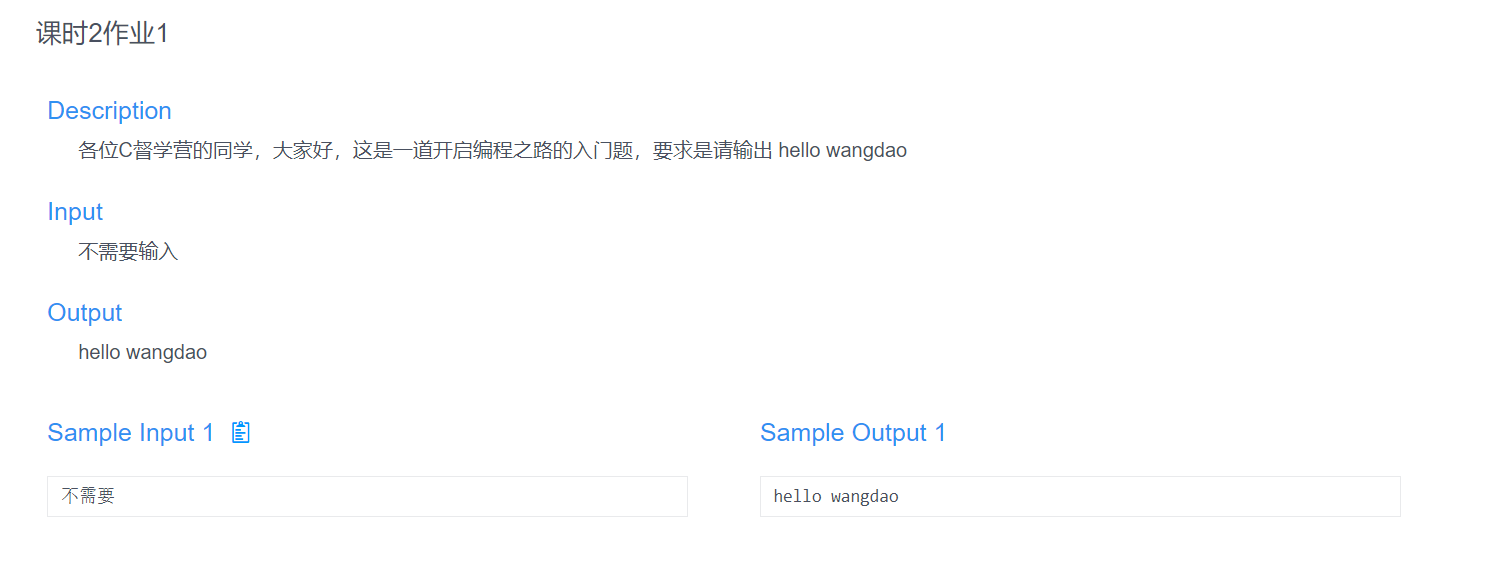 课时2作业1
Description
各位C督学营的同学，大家好，这是一道开启编程之路的入门题，要求是请输出 hello wangdao
Input
不需要输入
Output
hello wangdao
Sample Input 1
Sample Output 1
不需要
hello wangdao